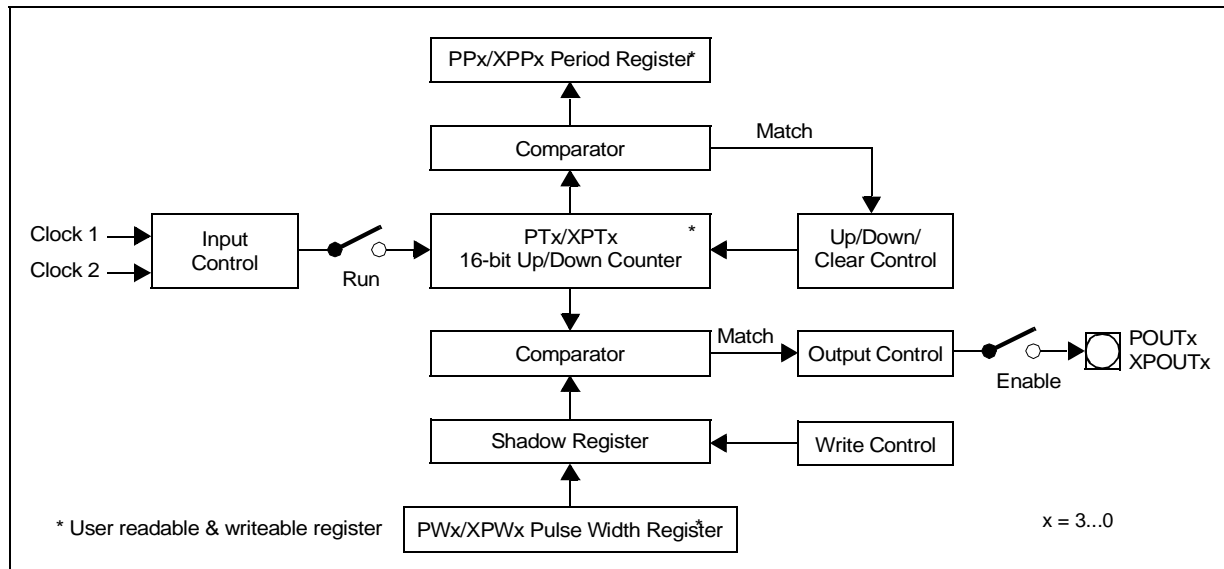 PPx/XPPx Period Register*
Comparator
Match
Clock 1
Clock 2
Input
Control
Run
PTx/XPTx *
16-bit Up/Down Counter
Up/Down/
Clear Control
Comparator
Match
Output Control
Enable
POUTx
XPOUTx
Shadow Register
Write Control
* User readable & writeable register
PWx/XPWx Pulse Width Register*
x = 3...0